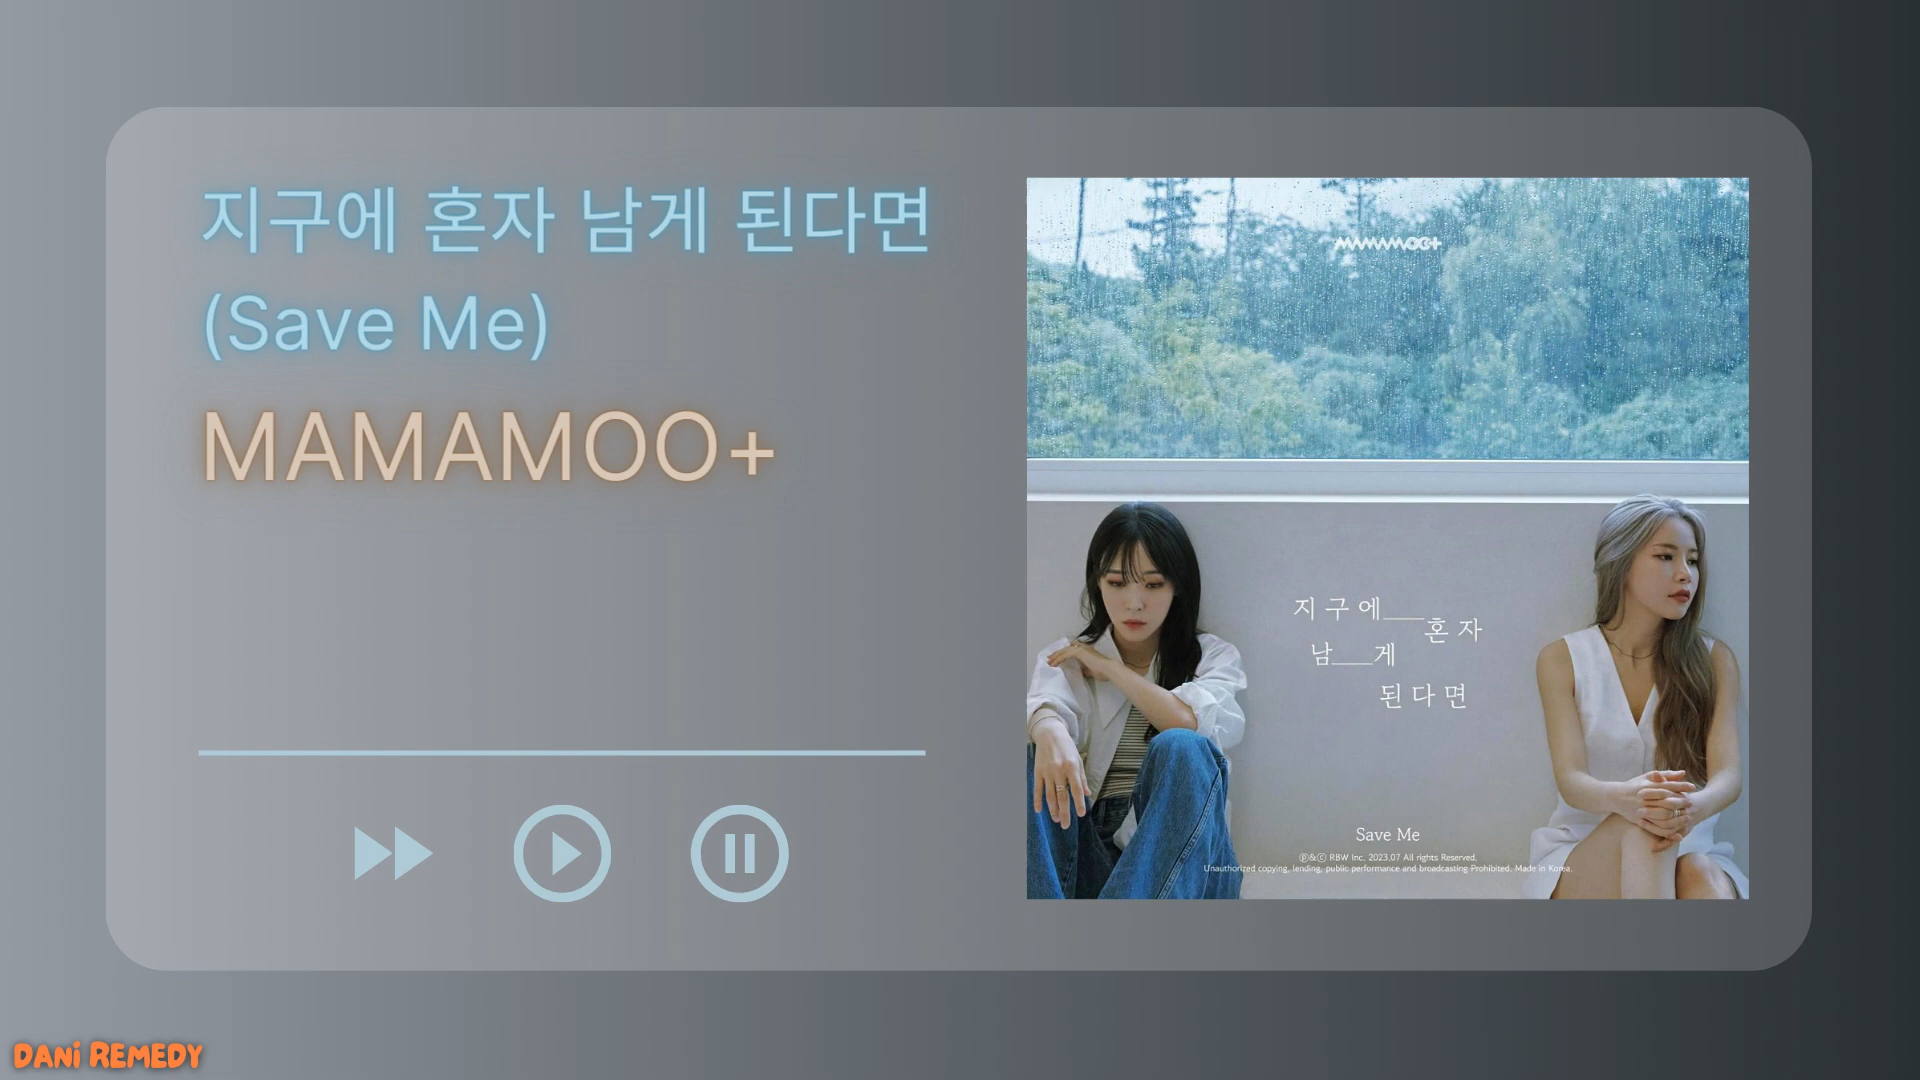 지구에 혼자 남게 된다면
(Save Me)
MAMAMOO+
MAMAMOO+
지구에
혼자
남 게
된다면
Save Me
ⓟ&ⓒ RBW Inc. 2023.07 All rights Reserved.
Unauthorized copying, lending, public performance and broadcasting Prohibited. Made in Korea.
DANi REMEDY